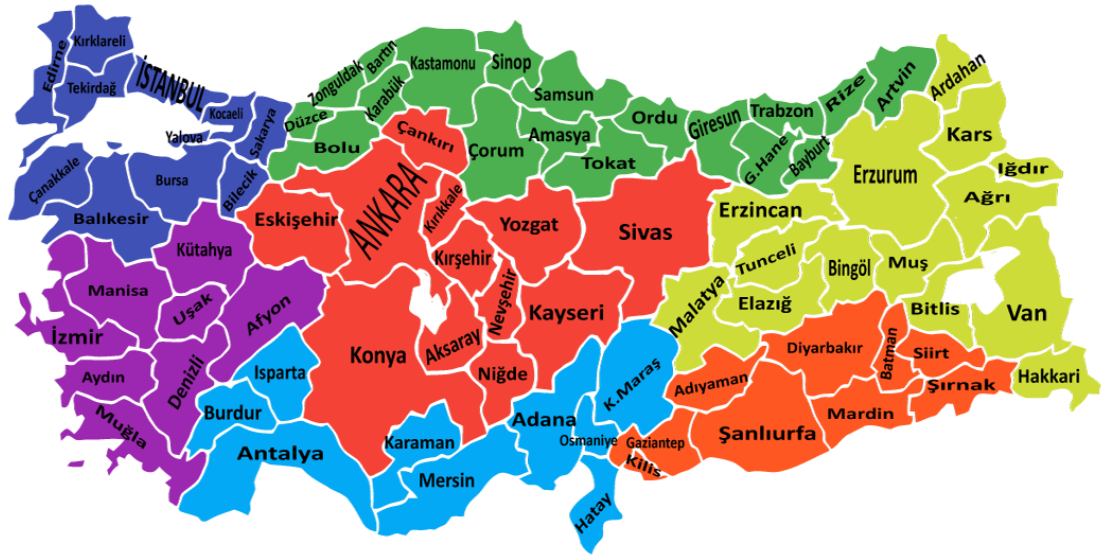 Edirne
Kırklareli
Tekirdağ
İSTANBUL
Kocaeli
Yalova
Sakarya
Çanakkale
Bursa
Bilecik
Balıkesir
Zonguldak
Bartın
Karabük
Kastamonu
Sinop
Düzce
Bolu
Çankırı
Çorum
Samsun
Amasya
Tokat
Ordu
Giresun
Trabzon
G.Hane
Bayburt
Rize
Artvin
Ardahan
Kars
Iğdır
Ağrı
Erzurum
Erzincan
Eskişehir
ANKARA
Kırıkkale
Yozgat
Sivas
Kırşehir
Nevşehir
Kayseri
Aksaray
Konya
Niğde
Kütahya
Manisa
Uşak
Afyon
İzmir
Aydın
Denizli
Muğla
Isparta
Burdur
Antalya
Karaman
Mersin
Adana
Osmaniye
K.Maraş
Hatay
Malatya
Tunceli
Elazığ
Bingöl
Muş
Bitlis
Van
Hakkari
Diyarbakır
Batman
Siirt
Şırnak
Mardin
Adıyaman
Şanlıurfa
Gaziantep
Kilis